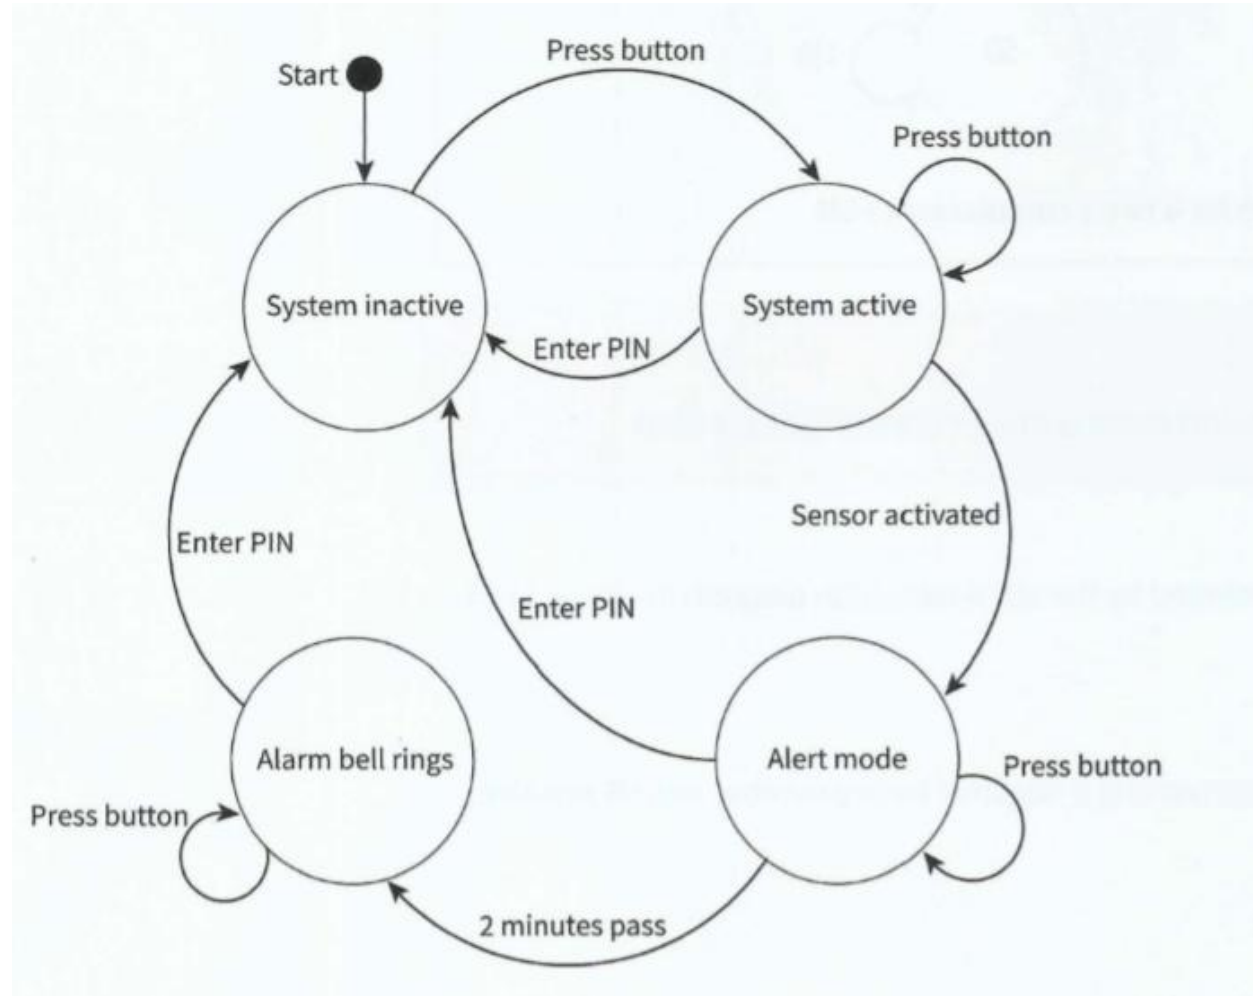 Press button
Start
Press button
System inactive
System active
Enter PIN
Sensor activated
Enter PIN
Enter PIN
Alarm bell rings
Alert mode
Press button
Press button
2 minutes pass